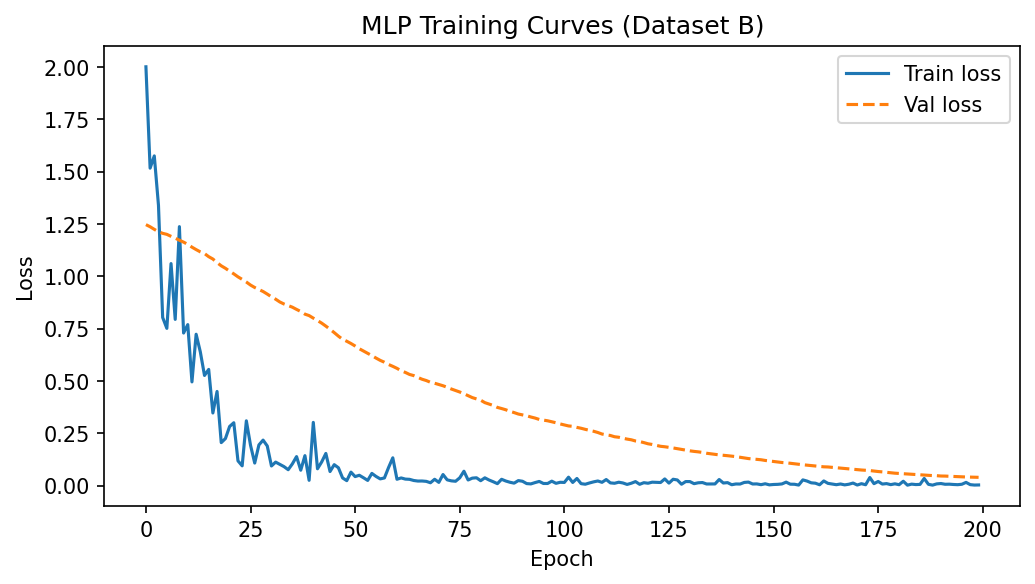 MLP Training Curves (Dataset B)
Train loss
Val loss
2.00
1.75
1.50
1.25
1.00
0.75
0.50
0.25
0.00
Loss
0 25 50 75 100 125 150 175 200
Epoch